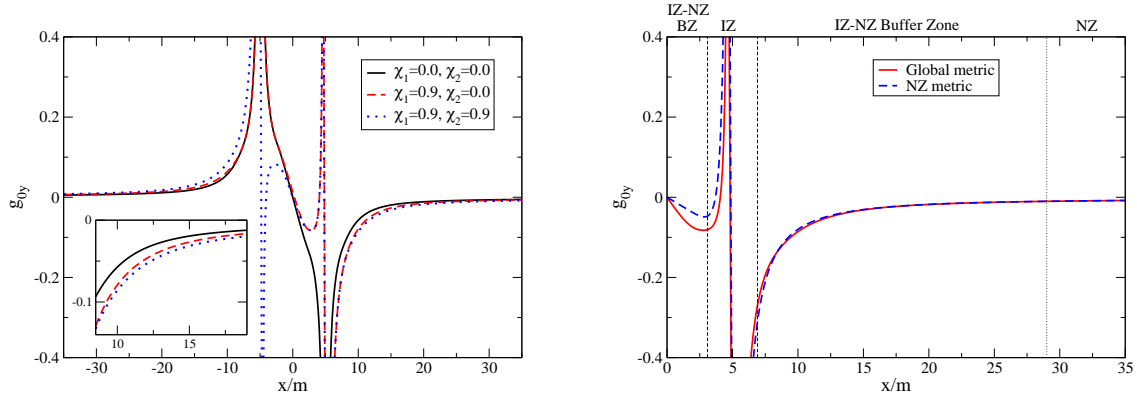 0.4
0.2
0
-0.2
-0.4
g0y
χ1=0.0, χ2=0.0
χ1=0.9, χ2=0.0
χ1=0.9, χ2=0.9
0
-0.1
10 15
-30 -20 -10 0 10 20 30
x/m
IZ-NZ
BZ IZ IZ-NZ Buffer Zone NZ
0.4
0.2
0
-0.2
-0.4
g0y
Global metric
NZ metric
0 5 10 15 20 25 30 35
x/m